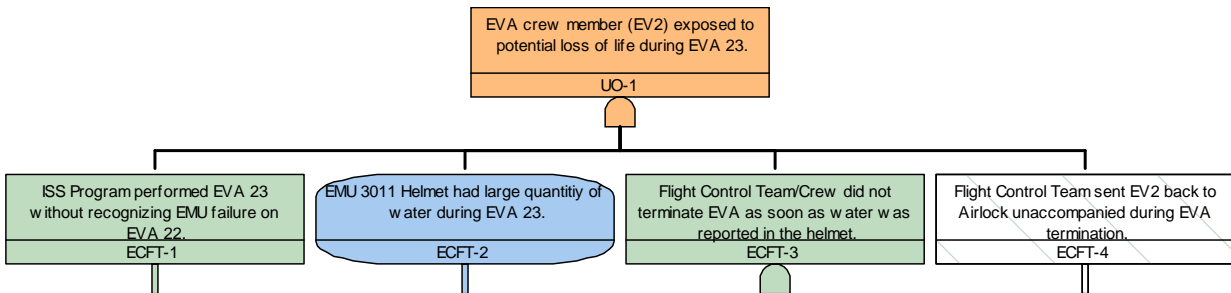 EVA crew member (EV2) exposed to
potential loss of life during EVA 23.
UO-1
ISS Program performed EVA 23
without recognizing EMU failure on
EVA 22.
ECFT-1
EMU 3011 Helmet had large quantitiy of
water during EVA 23.
ECFT-2
Flight Control Team/Crew did not
terminate EVA as soon as water was
reported in the helmet.
ECFT-3
Flight Control Team sent EV2 back to
Airlock unaccompanied during EVA
termination.
ECFT-4